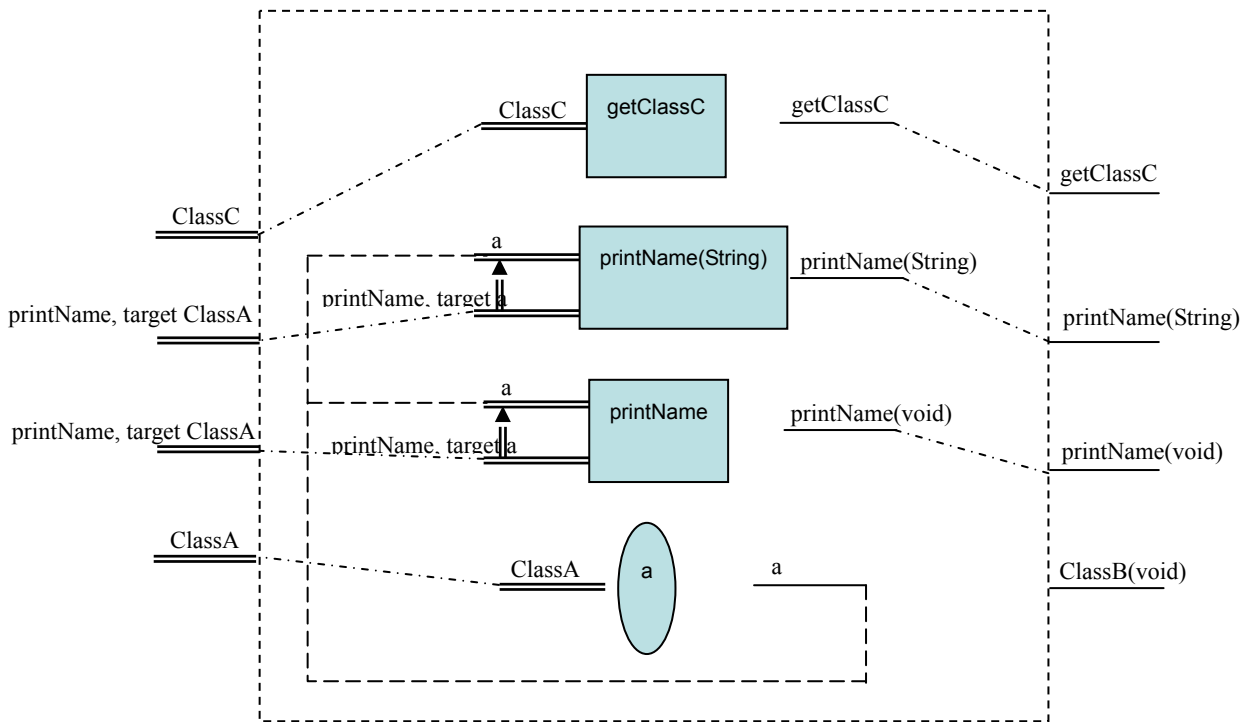 ClassC
getClassC
getClassC
getClassC
ClassC
a
printName(String)
printName(String)
printName, target a
printName, target ClassA
printName(String)
a
printName
printName(void)
printName, target ClassA
printName, target a
printName(void)
ClassA
ClassA
a
a
ClassB(void)